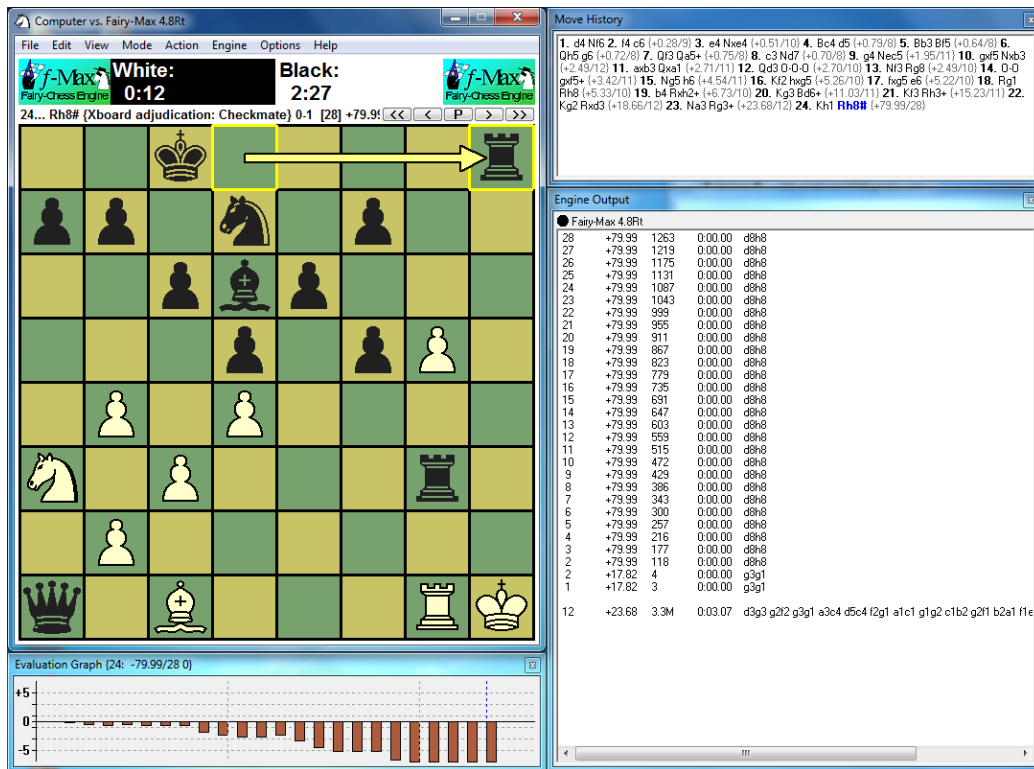 Computer vs. Fairy-Max 4.8Rt
File Edit View Mode Action Engine Options Help
f-Max
Fairy-Chess Engine
White:
0:12
Black:
2:27
f-Max
Fairy-Chess Engine
24... Rh8# {Xboard adjudication: Checkmate} 0-1 [28] +79.9 << < P > >>
Evaluation Graph {24: -79.99/28 0}
+5
0
-5
Move History
1. d4 Nf6 2. f4 c6 {+0.28/9} 3. e4 Nxe4 {+0.51/10} 4. Bc4 d5 {+0.79/8} 5. Bb3 Bf5 {+0.64/8} 6.
Qh5 g6 {+0.72/8} 7. Qf3 Qa5+ {+0.75/8} 8. c3 Nd7 {+0.70/8} 9. g4 Nec5 {+1.95/11} 10. gxf5 Nxb3
{+2.49/12} 11. axb3 Qxa1 {+2.71/11} 12. Qd3 O-O-O {+2.70/10} 13. Nf3 Rg8 {+2.49/10} 14. O-O
gxf5+ {+3.42/11} 15. Ng5 h6 {+4.54/11} 16. Kf2 hxg5 {+5.26/10} 17. fxg5 e6 {+5.22/10} 18. Rg1
Rh8 {+5.33/10} 19. b4 Rxh2+ {+6.73/10} 20. Kg3 Bd6+ {+11.03/11} 21. Kf3 Rh3+ {+15.23/11} 22.
Kg2 Rxd3 {+18.66/12} 23. Na3 Rg3+ {+23.68/12} 24. Kh1 Rh8# {+79.99/28}
Engine Output
Fairy-Max 4.8Rt
28 +79.99 1263 0:00.00 d8h8
27 +79.99 1219 0:00.00 d8h8
26 +79.99 1175 0:00.00 d8h8
25 +79.99 1131 0:00.00 d8h8
24 +79.99 1087 0:00.00 d8h8
23 +79.99 1043 0:00.00 d8h8
22 +79.99 999 0:00.00 d8h8
21 +79.99 955 0:00.00 d8h8
20 +79.99 911 0:00.00 d8h8
19 +79.99 867 0:00.00 d8h8
18 +79.99 823 0:00.00 d8h8
17 +79.99 779 0:00.00 d8h8
16 +79.99 735 0:00.00 d8h8
15 +79.99 691 0:00.00 d8h8
14 +79.99 647 0:00.00 d8h8
13 +79.99 603 0:00.00 d8h8
12 +79.99 559 0:00.00 d8h8
11 +79.99 515 0:00.00 d8h8
10 +79.99 472 0:00.00 d8h8
9 +79.99 429 0:00.00 d8h8
8 +79.99 386 0:00.00 d8h8
7 +79.99 343 0:00.00 d8h8
6 +79.99 300 0:00.00 d8h8
5 +79.99 257 0:00.00 d8h8
4 +79.99 216 0:00.00 d8h8
3 +79.99 177 0:00.00 d8h8
2 +79.99 118 0:00.00 d8h8
2 +17.82 4 0:00.00 g3g1
1 +17.82 3 0:00.00 g3g1
12 +23.68 3.3M 0:03.07 d3g3 g2f2 g3g1 a3c4 d5c4 f2g1 a1c1 g1g2 c1b2 g2f1 b2a1 f1e